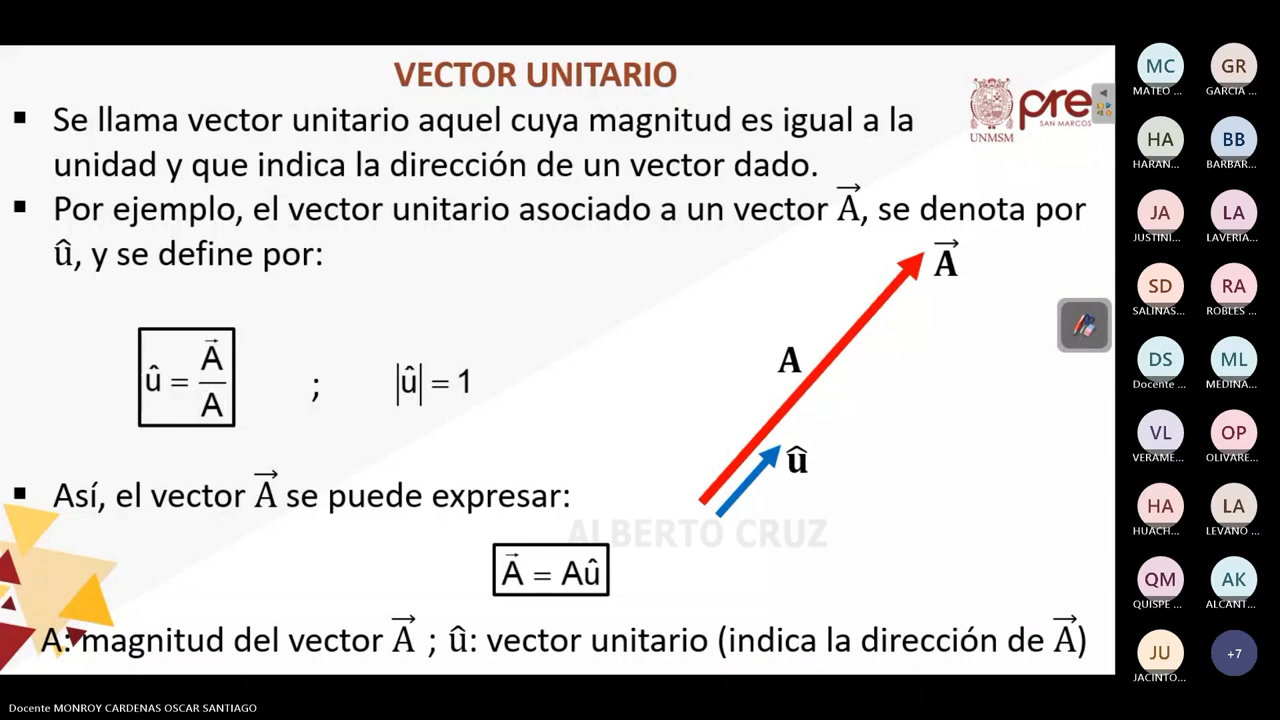 VECTOR UNITARIO
UNMSM
pre
SAN MARCOS
▪ Se llama vector unitario aquel cuya magnitud es igual a la
unidad y que indica la dirección de un vector dado.
▪ Por ejemplo, el vector unitario asociado a un vector A⃗, se denota por
û, y se define por:
A⃗
A
û
û = A⃗/A ; |û| = 1
▪ Así, el vector A⃗ se puede expresar:
ALBERTO CRUZ
A⃗ = Aû
A: magnitud del vector A⃗ ; û: vector unitario (indica la dirección de A⃗)
MC GR
MATEO ... GARCIA ...
HA BB
HARAN... BARBAR...
JA LA
JUSTINI... LAVERIA...
SD RA
SALINAS... ROBLES ...
DS ML
Docente ... MEDINA...
VL OP
VERAME... OLIVARE...
HA LA
HUACH... LEVANO ...
QM AK
QUISPE ... ALCANT...
JU +7
JACINTO...
Docente MONROY CARDENAS OSCAR SANTIAGO